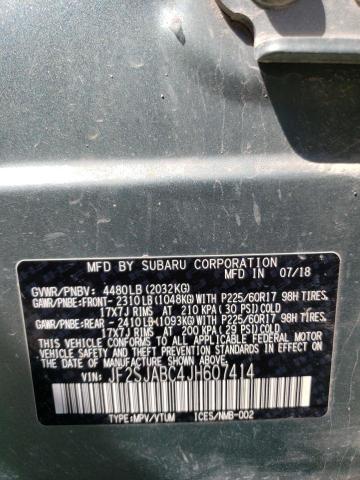 MFD. BY SUBARU CORPORATION
MFD IN 07/18
GVWR/PNBV: 4480LB (2032KG)
GAWR/PNBE:FRONT- 2310LB (1048KG) WITH P225/60R17 98H TIRES,
17X7J RIMS AT 210 KPA (30 PSI) COLD
GAWR/PNBE:REAR - 2410LB (1093KG) WITH P225/60R17 98H TIRES,
17X7J RIMS AT 200 KPA (29 PSI) COLD
THIS VEHICLE CONFORMS TO ALL APPLICABLE
FEDERAL MOTOR VEHICLE SAFETY STANDARDS IN EFFECT ON
THE DATE OF MANUFACTURE SHOWN ABOVE.
VIN: JF2SJABC4JH607414
TYPE:MPV/VTUM ICES/NMB-002